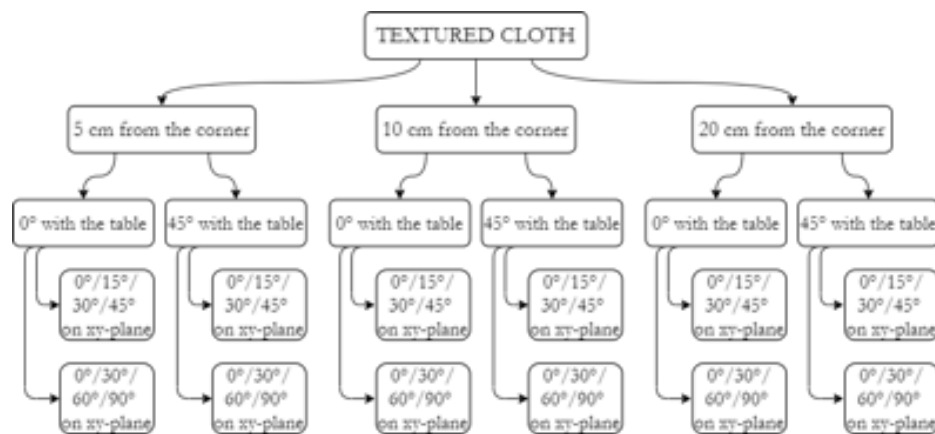 TEXTURED CLOTH
5 cm from the corner
10 cm from the corner
20 cm from the corner
0° with the table
45° with the table
0° with the table
45° with the table
0° with the table
45° with the table
0°/15°/
30°/45°
on xy-plane
0°/15°/
30°/45°
on xy-plane
0°/15°/
30°/45°
on xy-plane
0°/15°/
30°/45°
on xy-plane
0°/15°/
30°/45°
on xy-plane
0°/15°/
30°/45°
on xy-plane
0°/30°/
60°/90°
on xy-plane
0°/30°/
60°/90°
on xy-plane
0°/30°/
60°/90°
on xy-plane
0°/30°/
60°/90°
on xy-plane
0°/30°/
60°/90°
on xy-plane
0°/30°/
60°/90°
on xy-plane